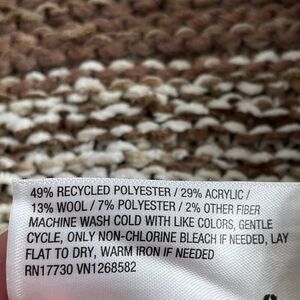 49% RECYCLED POLYESTER / 29% ACRYLIC /
13% WOOL / 7% POLYESTER / 2% OTHER FIBER
MACHINE WASH COLD WITH LIKE COLORS, GENTLE
CYCLE, ONLY NON-CHLORINE BLEACH IF NEEDED, LAY
FLAT TO DRY, WARM IRON IF NEEDED
RN17730 VN1268582